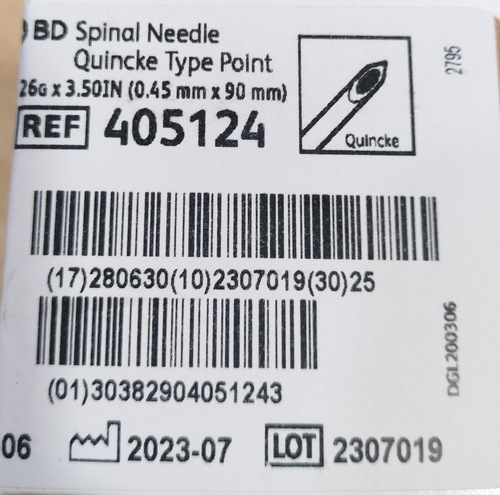 BD Spinal Needle
Quincke Type Point
26G x 3.50IN (0.45 mm x 90 mm)
REF 405124
Quincke
2795
(17)280630(10)2307019(30)25
(01)30382904051243
DGL200306
06 2023-07 LOT 2307019